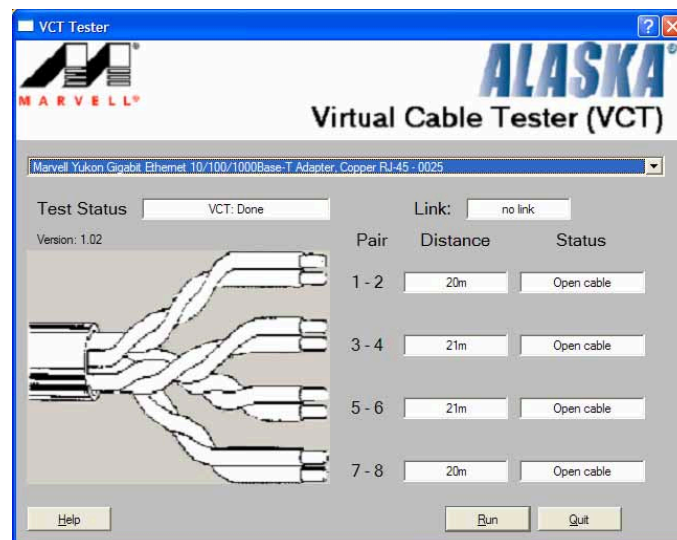 VCT Tester
MARVELL®
ALASKA®
Virtual Cable Tester (VCT)
Marvell Yukon Gigabit Ethernet 10/100/1000Base-T Adapter, Copper RJ-45 - 0025
Test Status VCT: Done Link: no link
Version: 1.02 Pair Distance Status
1 - 2 20m Open cable
3 - 4 21m Open cable
5 - 6 21m Open cable
7 - 8 20m Open cable
Help Run Quit